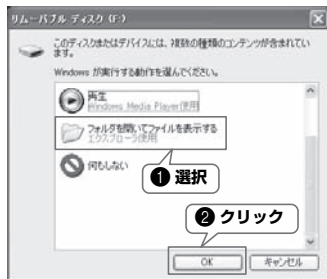 リムーバブル ディスク (F:)
このディスクまたはデバイスには、複数の種類のコンテンツが含まれてい
ます。
Windows が実行する動作を選んでください。
再生
Windows Media Player使用
フォルダを開いてファイルを表示する
エクスプローラ使用
何もしない
❶ 選択
❷ クリック
OK
キャンセル